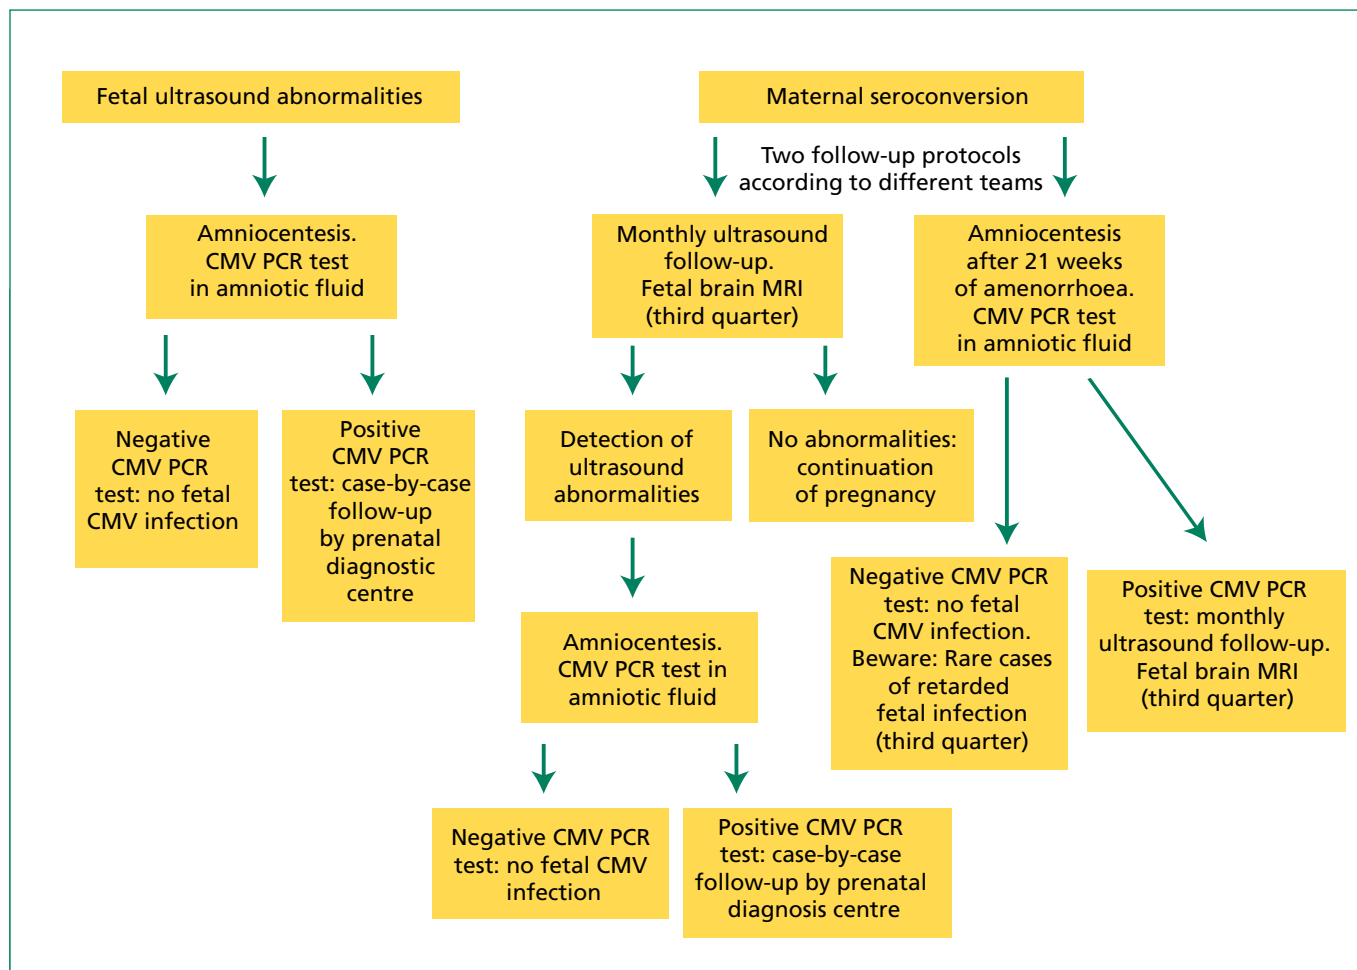 Fetal ultrasound abnormalities
Maternal seroconversion
Two follow-up protocols
according to different teams
Amniocentesis.
CMV PCR test
in amniotic fluid
Monthly ultrasound
follow-up.
Fetal brain MRI
(third quarter)
Amniocentesis
after 21 weeks
of amenorrhoea.
CMV PCR test
in amniotic fluid
Negative
CMV PCR
test: no fetal
CMV infection
Positive
CMV PCR
test: case-by-case
follow-up
by prenatal
diagnostic
centre
Detection of
ultrasound
abnormalities
No abnormalities:
continuation
of pregnancy
Negative CMV PCR
test: no fetal
CMV infection.
Beware: Rare cases
of retarded
fetal infection
(third quarter)
Positive CMV PCR
test: monthly
ultrasound follow-up.
Fetal brain MRI
(third quarter)
Amniocentesis.
CMV PCR test in
amniotic fluid
Negative CMV PCR
test: no fetal CMV
infection
Positive CMV PCR
test: case-by-case
follow-up by prenatal
diagnosis centre